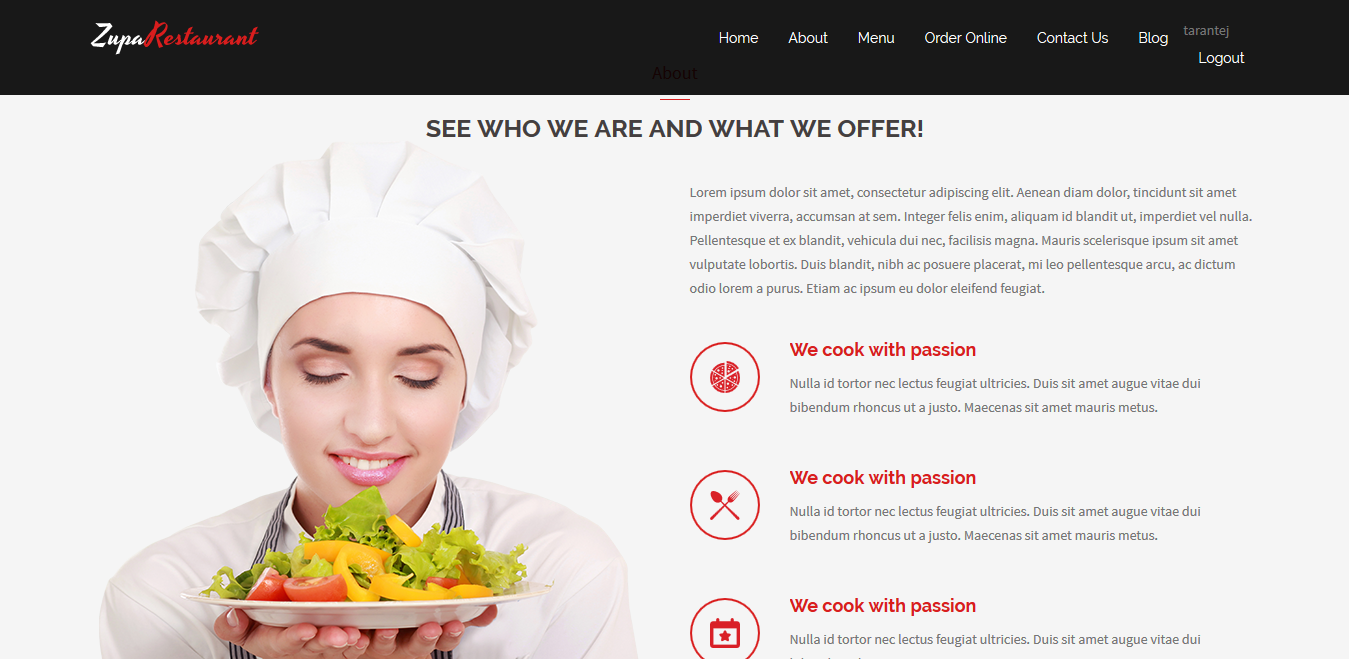 ZupaRestaurant
Home About Menu Order Online Contact Us Blog tarantej
Logout
About
SEE WHO WE ARE AND WHAT WE OFFER!
Lorem ipsum dolor sit amet, consectetur adipiscing elit. Aenean diam dolor, tincidunt sit amet
imperdiet viverra, accumsan at sem. Integer felis enim, aliquam id blandit ut, imperdiet vel nulla.
Pellentesque et ex blandit, vehicula dui nec, facilisis magna. Mauris scelerisque ipsum sit amet
vulputate lobortis. Duis blandit, nibh ac posuere placerat, mi leo pellentesque arcu, ac dictum
odio lorem a purus. Etiam ac ipsum eu dolor eleifend feugiat.
We cook with passion
Nulla id tortor nec lectus feugiat ultricies. Duis sit amet augue vitae dui
bibendum rhoncus ut a justo. Maecenas sit amet mauris metus.
We cook with passion
Nulla id tortor nec lectus feugiat ultricies. Duis sit amet augue vitae dui
bibendum rhoncus ut a justo. Maecenas sit amet mauris metus.
We cook with passion
Nulla id tortor nec lectus feugiat ultricies. Duis sit amet augue vitae dui